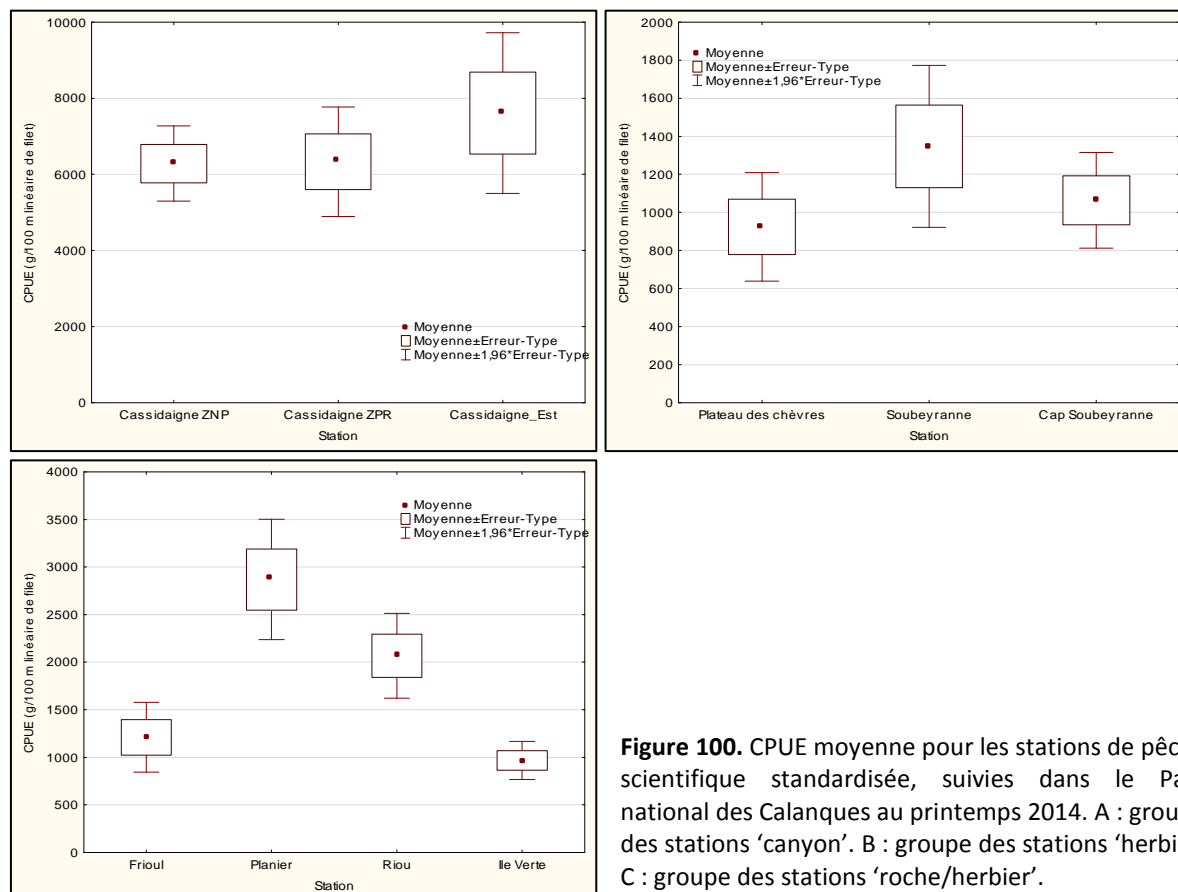 10000
8000
6000
4000
2000
0
CPUE (g/100 m linéaire de filet)
Moyenne
Moyenne±Erreur-Type
Moyenne±1,96*Erreur-Type
Cassidaigne ZNP Cassidaigne ZPR Cassidaigne_Est
Station
2000
1800
1600
1400
1200
1000
800
600
400
200
0
CPUE (g/100 m linéaire de filet)
Moyenne
Moyenne±Erreur-Type
Moyenne±1,96*Erreur-Type
Plateau des chèvres Soubeyranne Cap Soubeyranne
Station
4000
3500
3000
2500
2000
1500
1000
500
0
CPUE (g/100 m linéaire de filet)
Moyenne
Moyenne±Erreur-Type
Moyenne±1,96*Erreur-Type
Frioul Planier Riou Ile Verte
Station
Figure 100. CPUE moyenne pour les stations de
scientifique standardisée, suivies dans le
national des Calanques au printemps 2014. A :
des stations ‘canyon’. B : groupe des stations
C : groupe des stations ‘roche/herbier’.